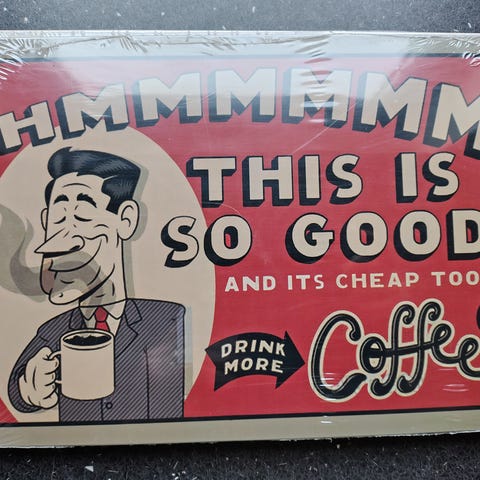 HMMMMMMM
THIS IS
SO GOOD
AND ITS CHEAP TOO
DRINK
MORE
Coffee